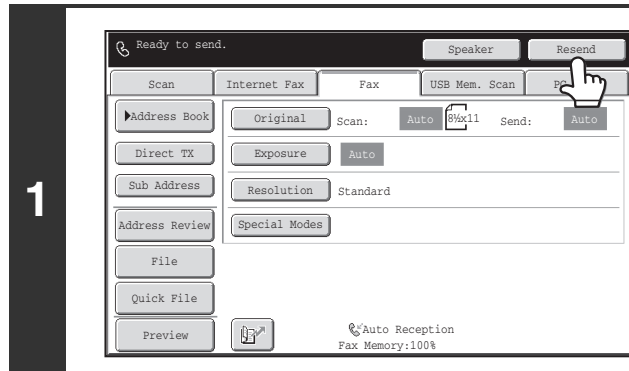 1
Ready to send.
Speaker
Resend
Scan
Internet Fax
Fax
USB Mem. Scan
Address Book
Original
Scan:
Auto
8½x11
Send:
Auto
Direct TX
Exposure
Auto
Sub Address
Resolution
Standard
Address Review
Special Modes
File
Quick File
Preview
Auto Reception
Fax Memory:100%